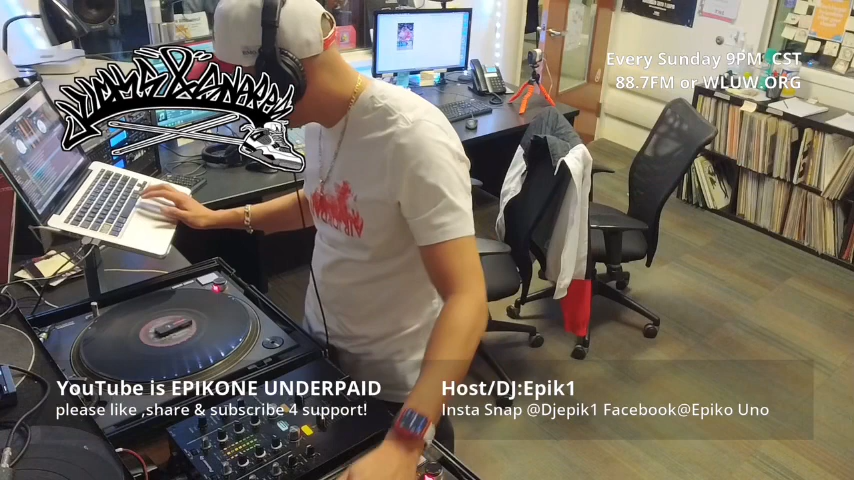 Every Sunday 9PM CST
88.7FM or WLUW.ORG
YouTube is EPIKONE UNDERPAID
please like ,share & subscribe 4 support!
Host/DJ:Epik1
Insta Snap @Djepik1 Facebook@Epiko Uno